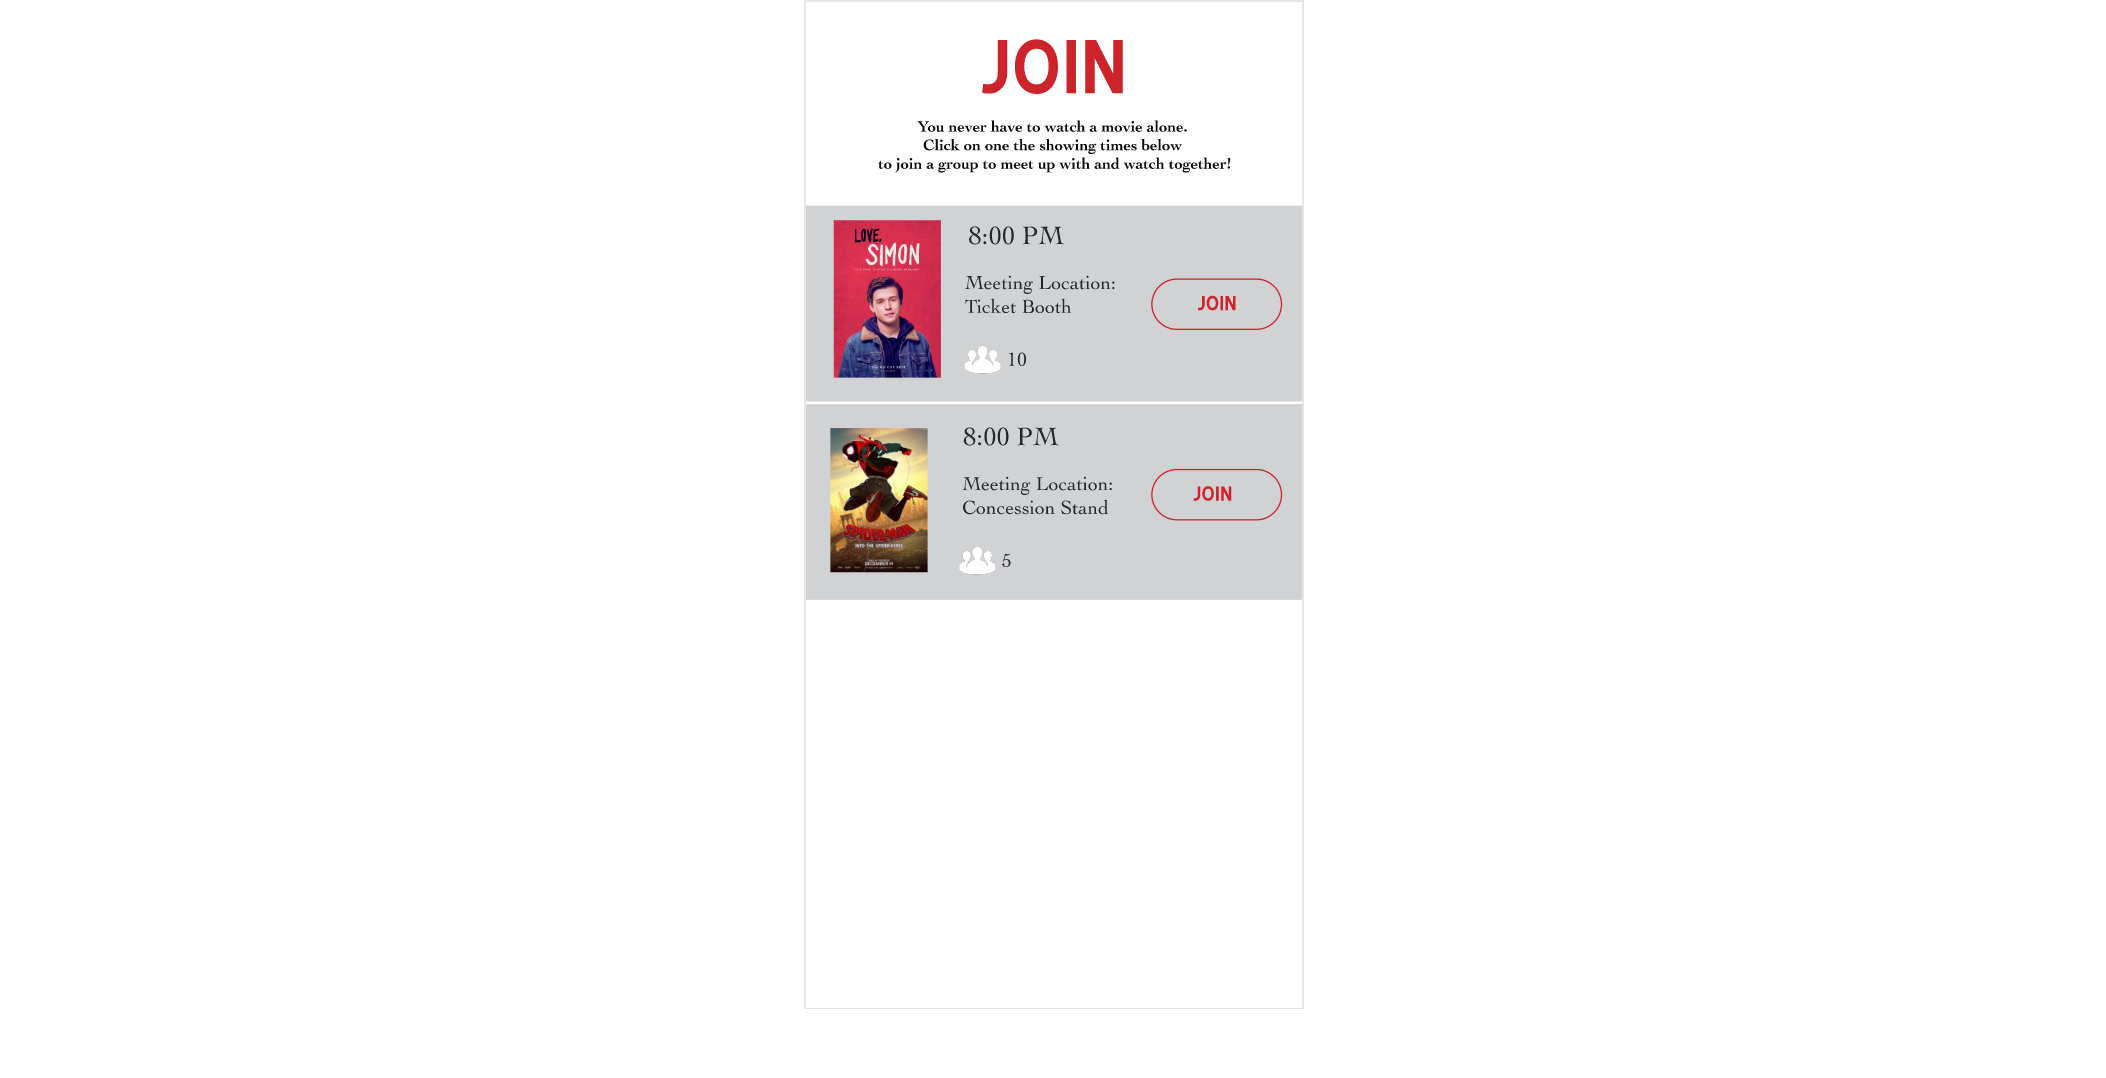 JOIN
You never have to watch a movie alone.
Click on one the showing times below
to join a group to meet up with and watch together!
LOVE,
SIMON
8:00 PM
Meeting Location:
Ticket Booth
JOIN
10
8:00 PM
Meeting Location:
Concession Stand
JOIN
SPIDER-MAN
INTO THE SPIDER-VERSE
DECEMBER 14
5